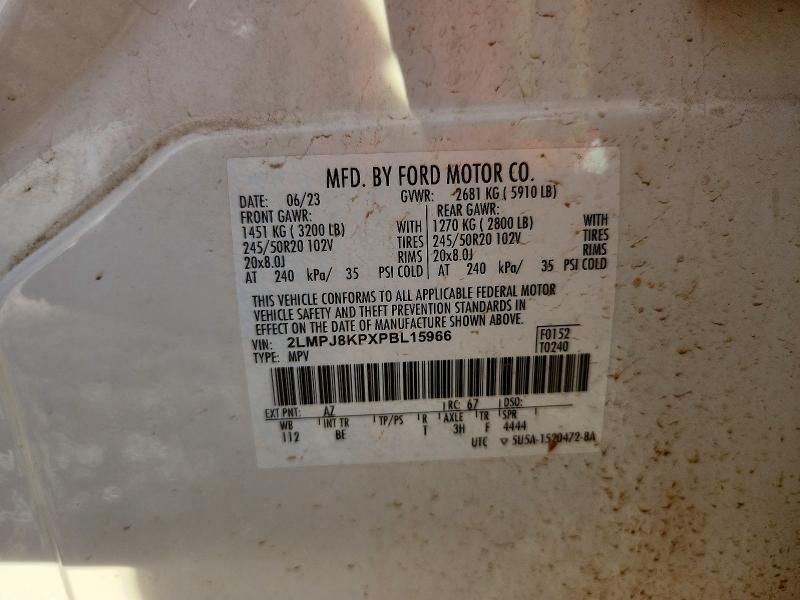 MFD. BY FORD MOTOR CO.
DATE: 06/23 GVWR: 2681 KG ( 5910 LB)
FRONT GAWR: REAR GAWR:
1451 KG ( 3200 LB) WITH 1270 KG ( 2800 LB) WITH
245/50R20 102V TIRES 245/50R20 102V TIRES
20x8.0J RIMS 20x8.0J RIMS
AT 240 kPa/ 35 PSI COLD AT 240 kPa/ 35 PSI COLD
THIS VEHICLE CONFORMS TO ALL APPLICABLE FEDERAL MOTOR
VEHICLE SAFETY AND THEFT PREVENTION STANDARDS IN
EFFECT ON THE DATE OF MANUFACTURE SHOWN ABOVE.
VIN: 2LMPJ8KPXPBL15966 F0152
TYPE: MPV T0240
EXT PNT: AZ RC: 67 DSO:
WB INT TR TP/PS R AXLE TR SPR
112 BE T 3H F 4444
UTC ▽ 5U5A-1520472-BA